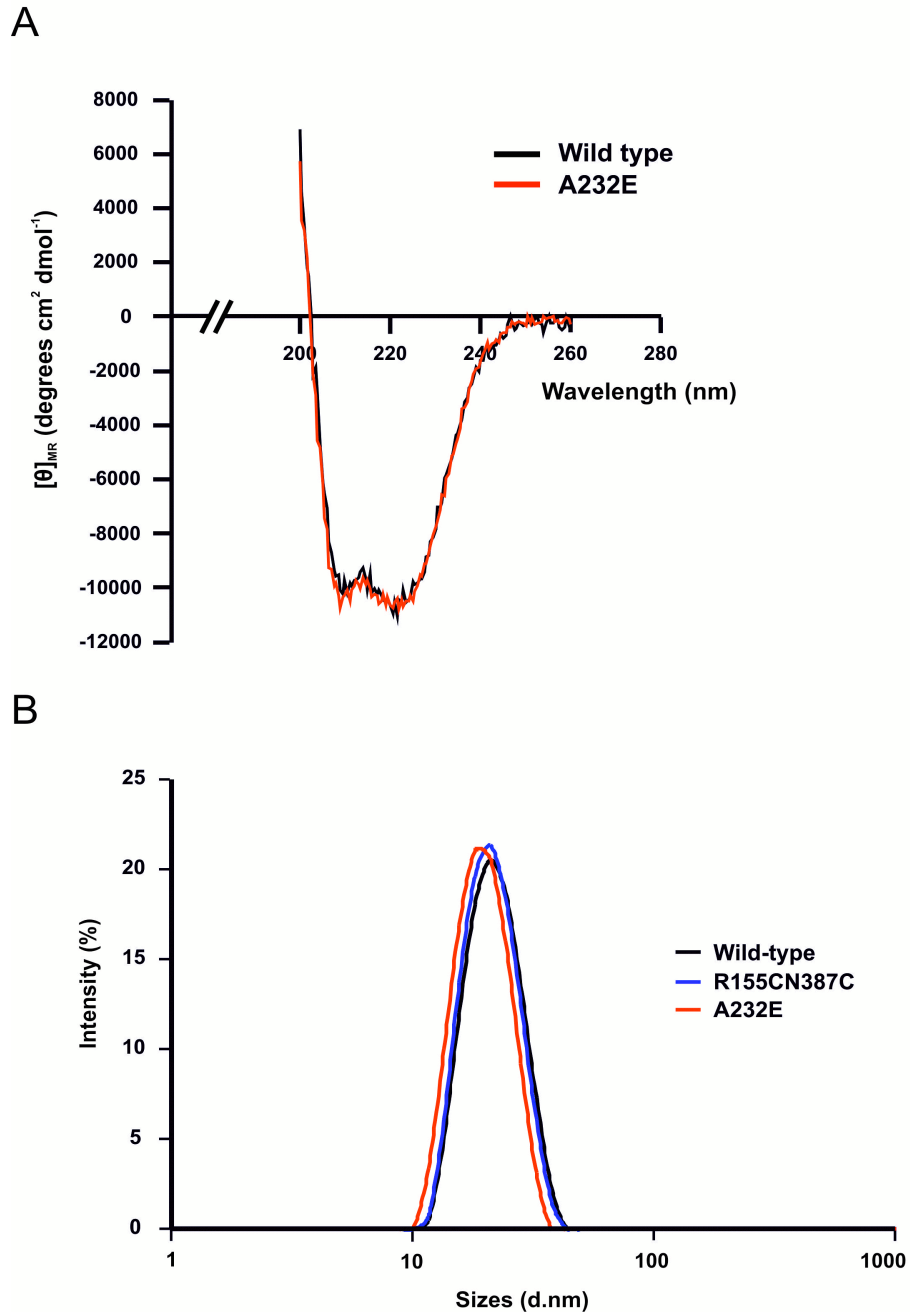 A
8000
6000
4000
2000
0
-2000
-4000
-6000
-8000
-10000
-12000
[θ]MR (degrees cm² dmol⁻¹)
Wild type
A232E
200 220 240 260 280
Wavelength (nm)
B
25
20
15
10
5
0
Intensity (%)
Wild-type
R155CN387C
A232E
1 10 100 1000
Sizes (d.nm)